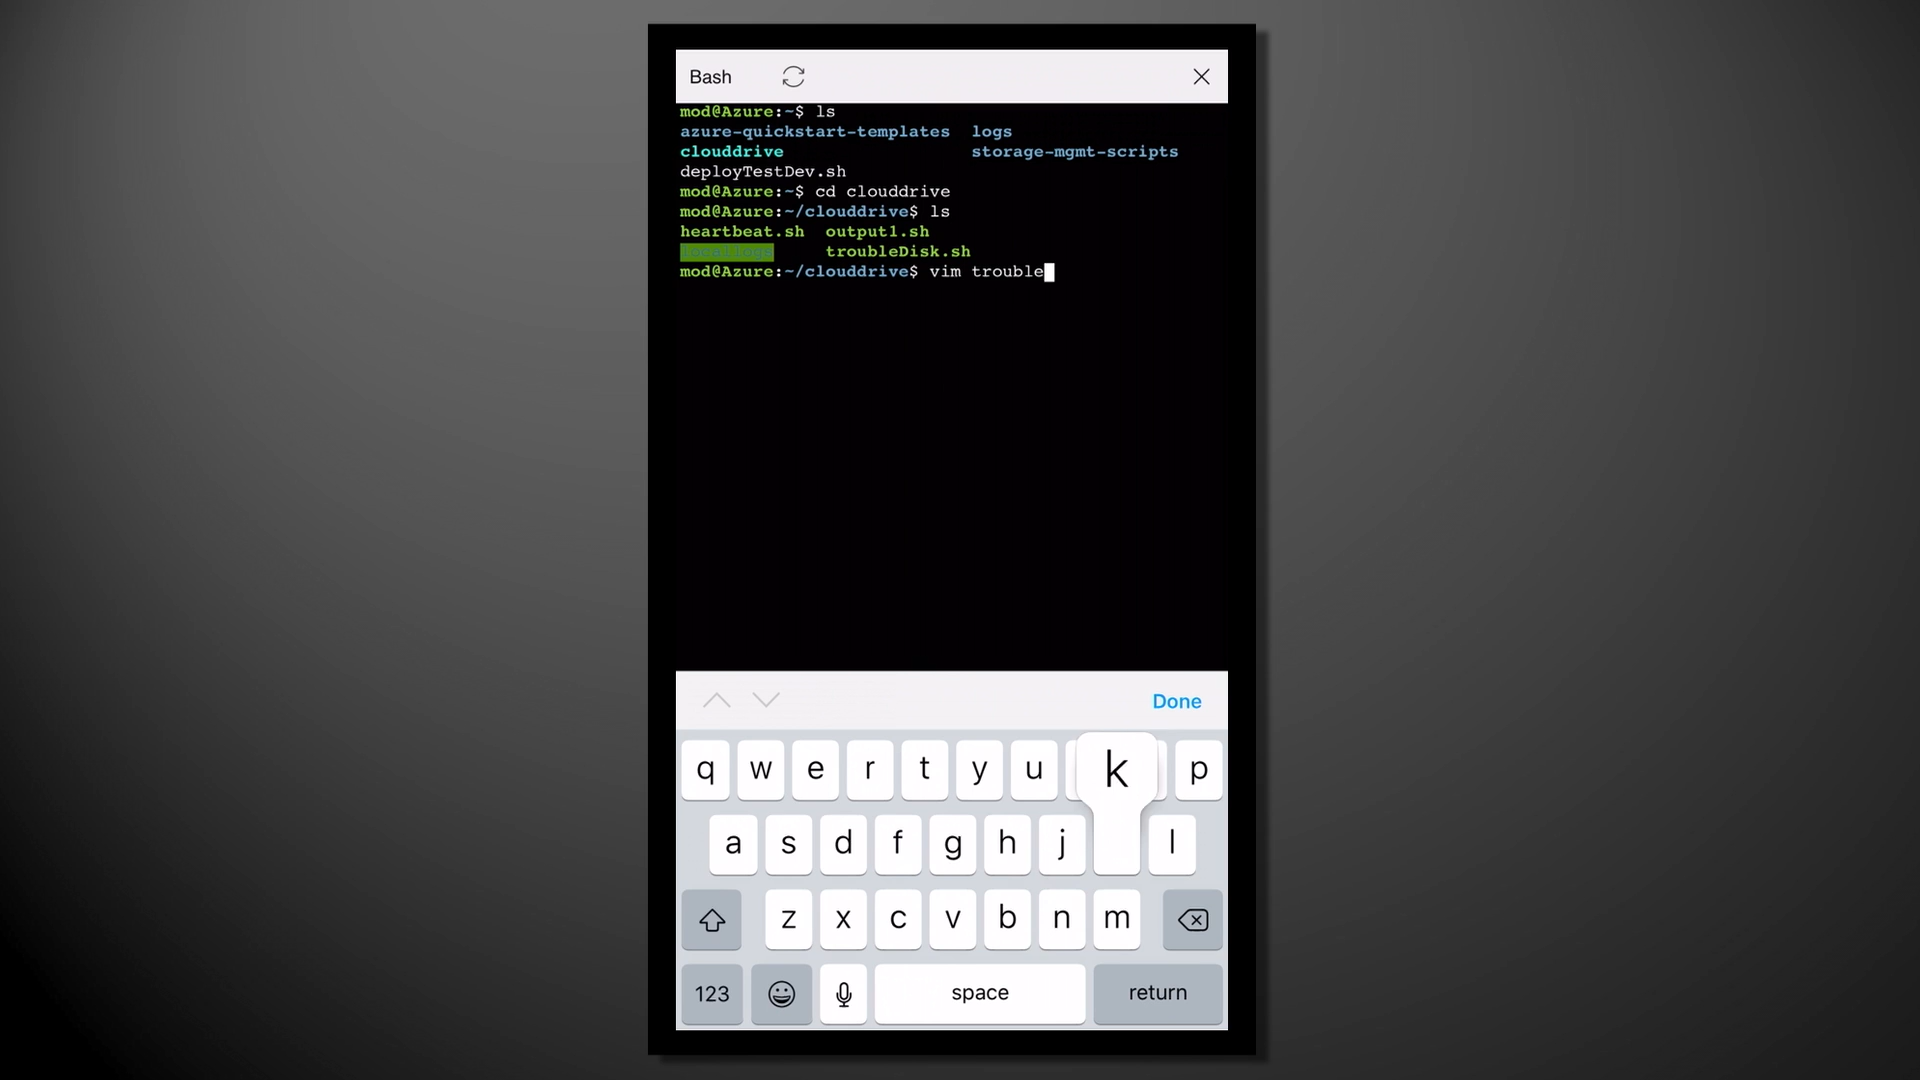 Bash
mod@Azure:~$ ls
azure-quickstart-templates logs
clouddrive storage-mgmt-scripts
deployTestDev.sh
mod@Azure:~$ cd clouddrive
mod@Azure:~/clouddrive$ ls
heartbeat.sh output1.sh
locallogs troubleDisk.sh
mod@Azure:~/clouddrive$ vim trouble
Done
q w e r t y u k p
a s d f g h j l
z x c v b n m
123 space return